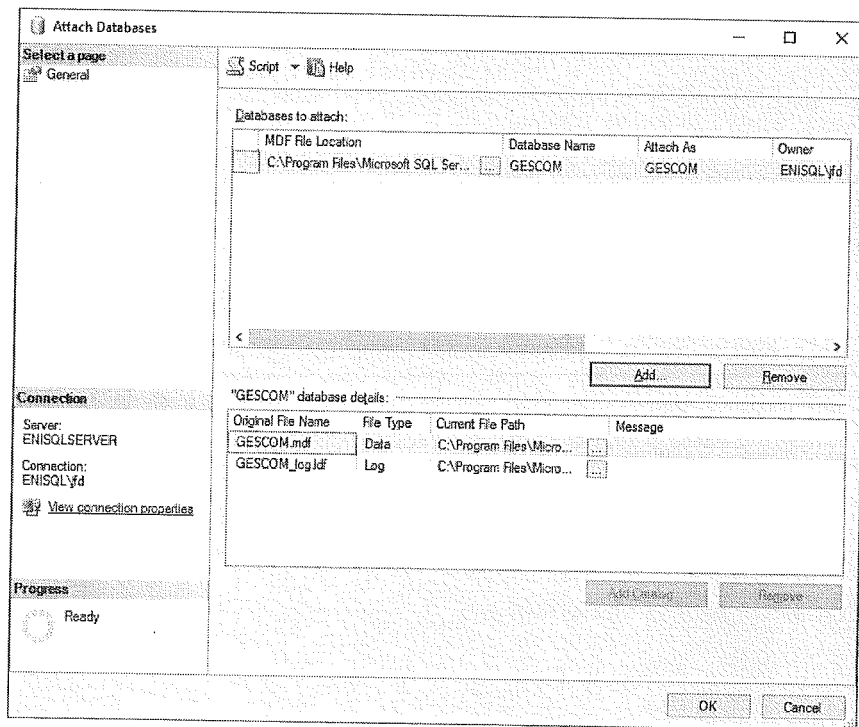 Attach Databases
Select a page
General
Script Help
Databases to attach:
MDF File Location Database Name Attach As Owner
C:\Program Files\Microsoft SQL Ser... ... GESCOM GESCOM ENISQL\jfd
Add... Remove
"GESCOM" database details:
Original File Name File Type Current File Path Message
GESCOM.mdf Data C:\Program Files\Micro... ...
GESCOM_log.ldf Log C:\Program Files\Micro... ...
Add Catalog Remove
Connection
Server:
ENISQLSERVER
Connection:
ENISQL\jfd
View connection properties
Progress
Ready
OK Cancel